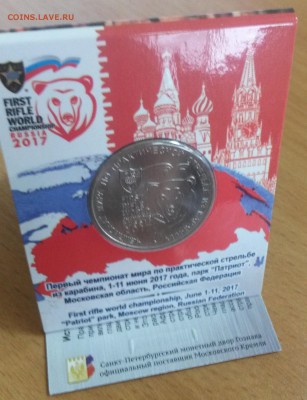 COINS.LAVE.RU
FIRST
RIFLE WORLD
CHAMPIONSHIP
RUSSIA
2017
Первый чемпионат мира по практической стрельбе
из карабина, 1-11 июня 2017 года, парк "Патриот",
Московская область, Российская Федерация
First rifle world championship, June 1-11, 2017,
"Patriot" park, Moscow region, Russian Federation
Санкт-Петербургский монетный двор Гознака
официальный поставщик Московского Кремля